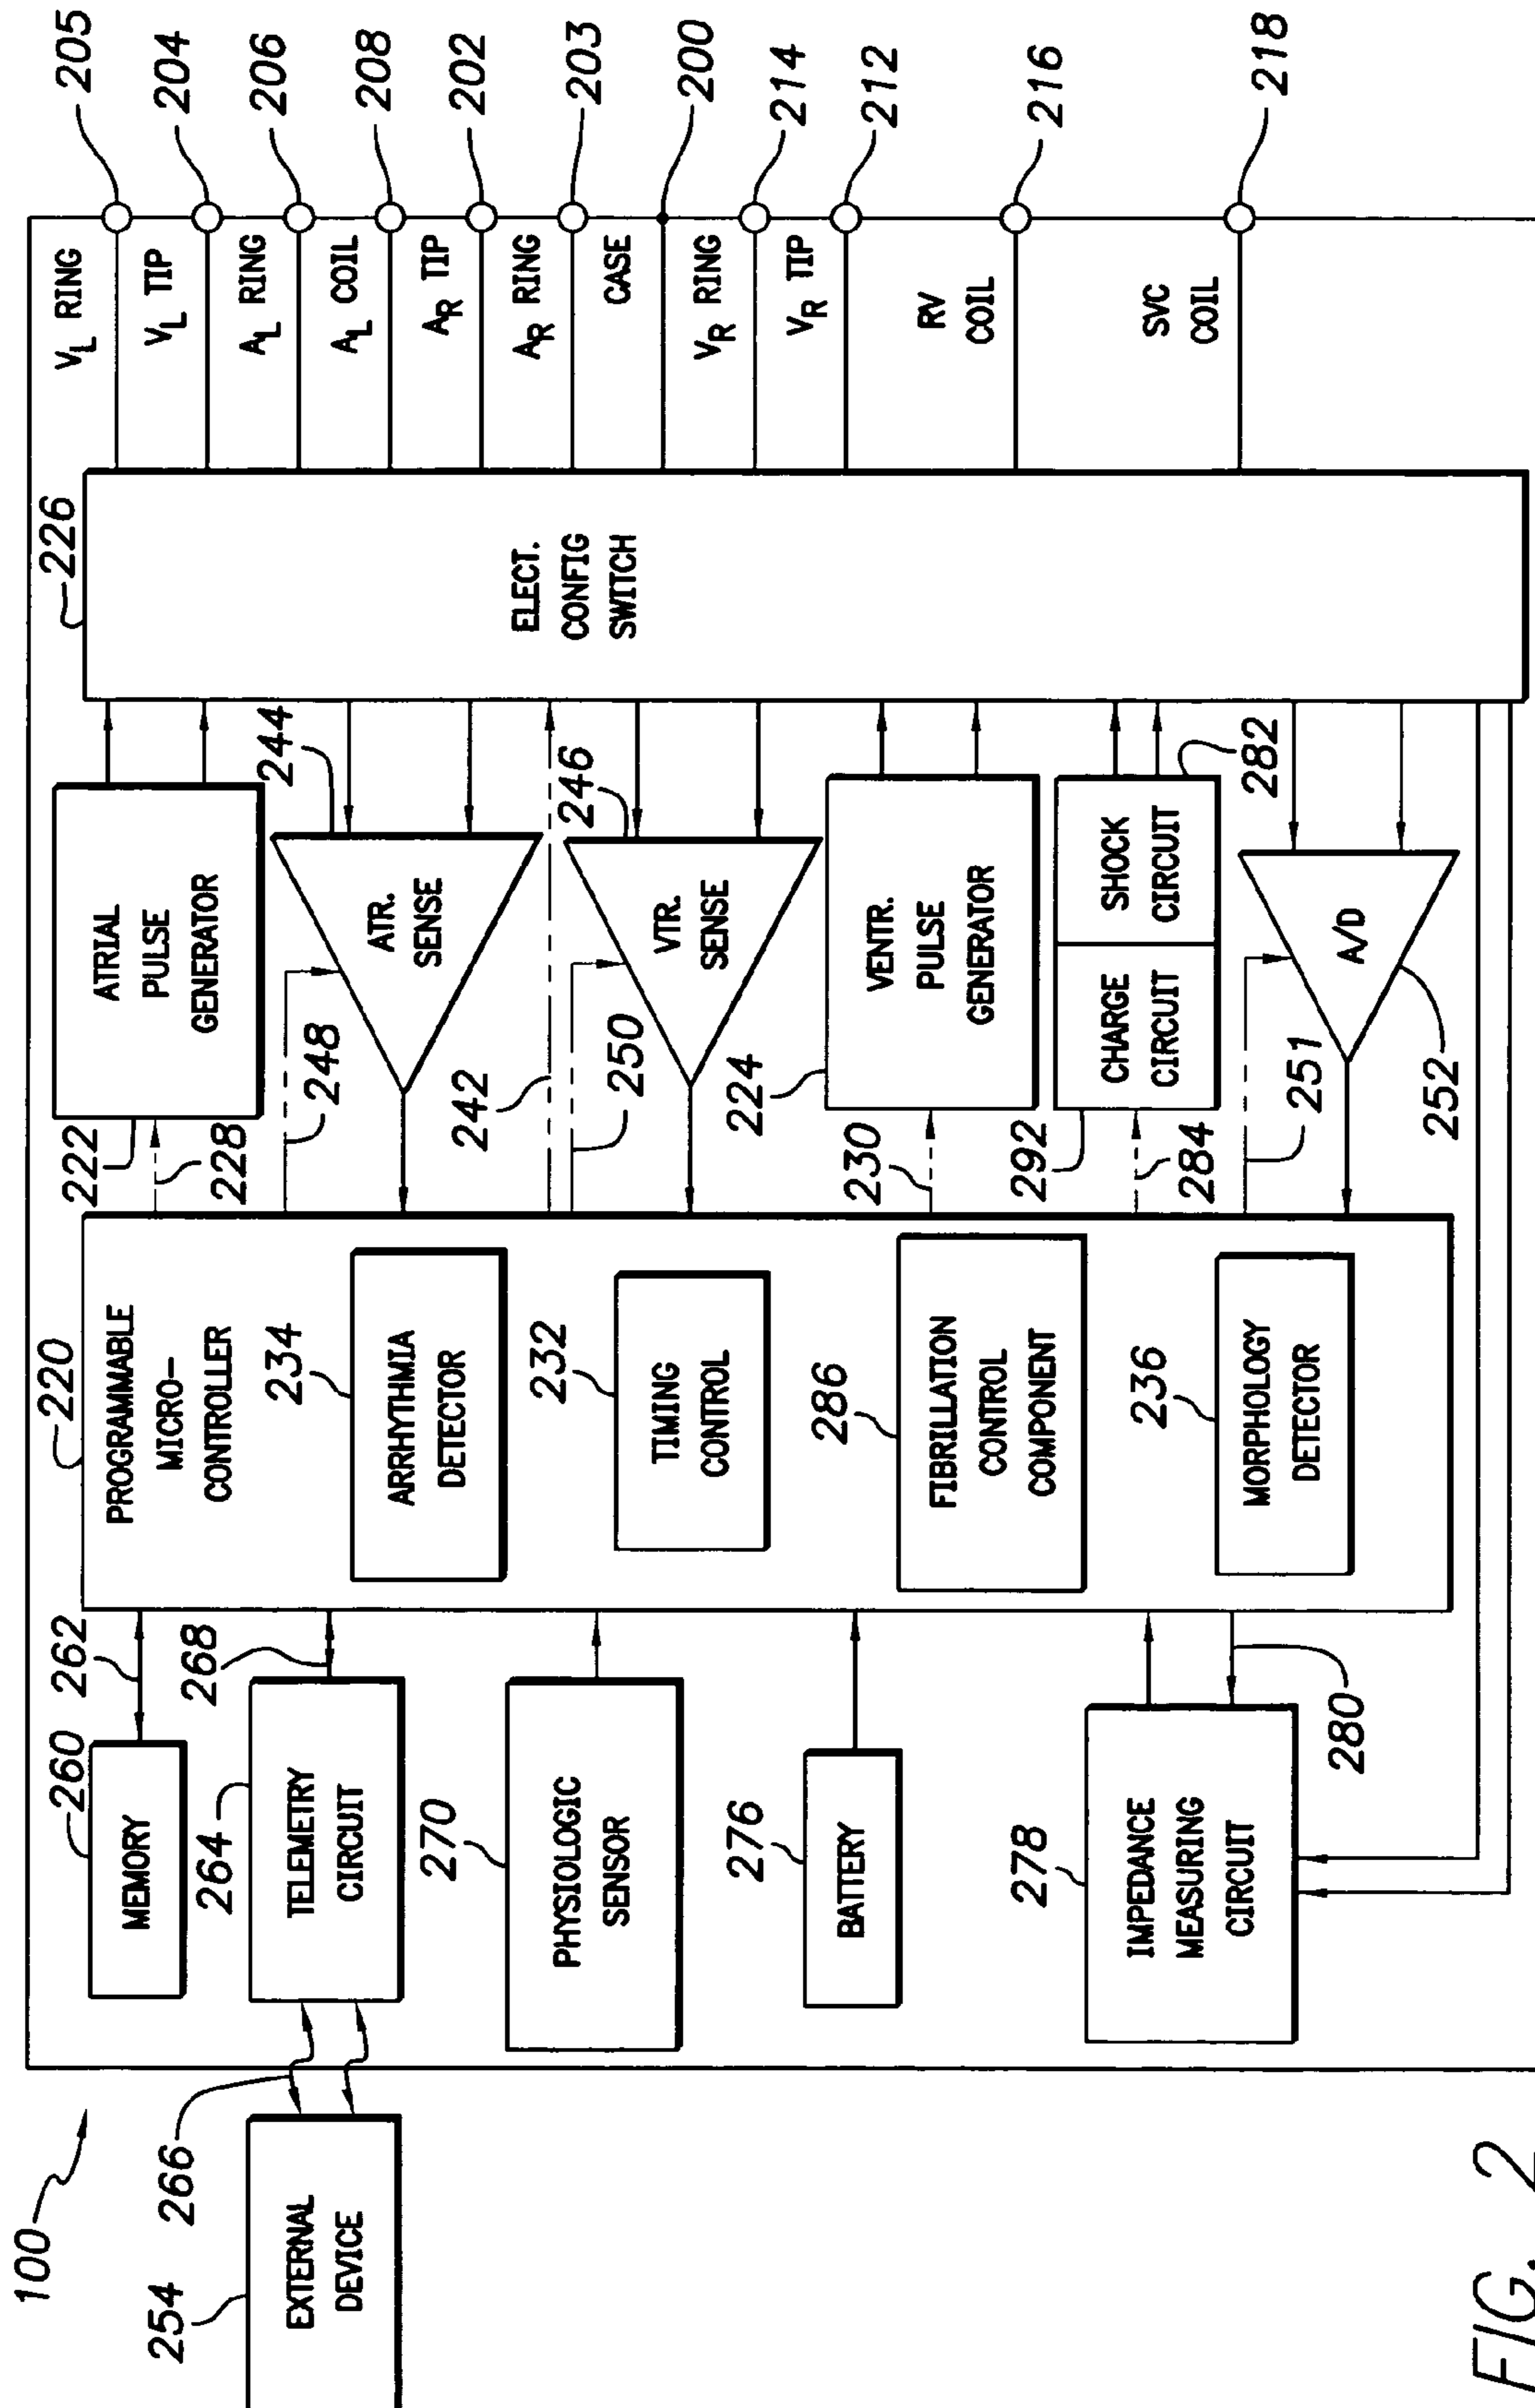 100
254
EXTERNAL
DEVICE
266
260
MEMORY
262
264
TELEMETRY
CIRCUIT
268
270
PHYSIOLOGIC
SENSOR
276
BATTERY
278
IMPEDANCE
MEASURING
CIRCUIT
280
220
PROGRAMMABLE
MICRO-
CONTROLLER
234
ARRHYTHMIA
DETECTOR
232
TIMING
CONTROL
286
FIBRILLATION
CONTROL
COMPONENT
236
MORPHOLOGY
DETECTOR
222
228
ATRIAL
PULSE
GENERATOR
248
244
ATR.
SENSE
242
250
246
VTR.
SENSE
224
230
VENTR.
PULSE
GENERATOR
292
284
CHARGE
CIRCUIT
SHOCK
CIRCUIT
282
251
A/D
252
226
ELECT.
CONFIG
SWITCH
VL RING
205
VL TIP
204
AL RING
206
AL COIL
208
AR TIP
202
AR RING
203
CASE
200
VR RING
214
VR TIP
212
RV
COIL
216
SVC
COIL
218
FIG. 2